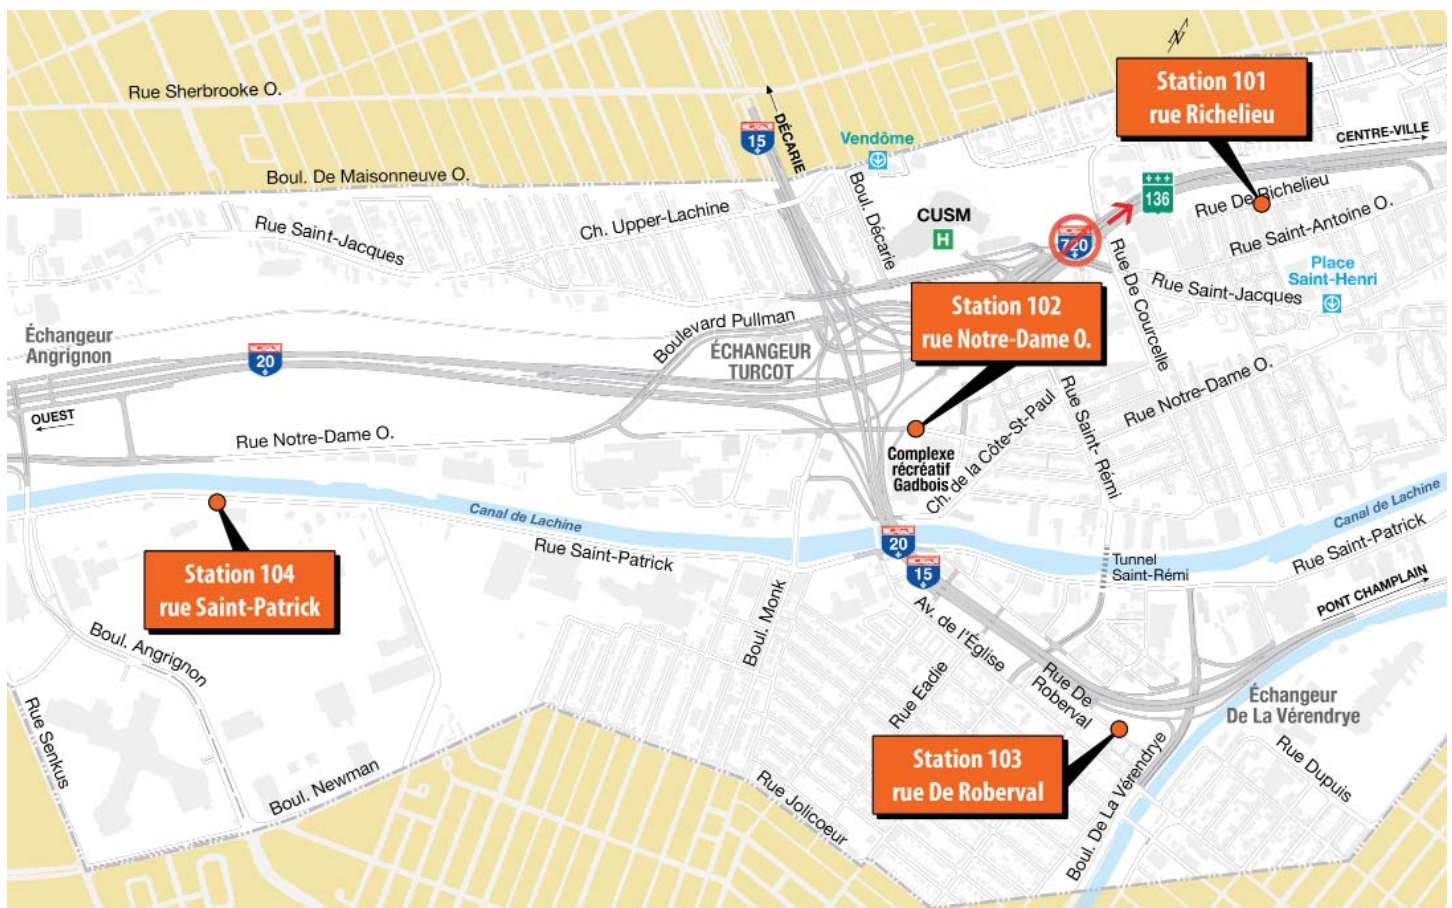 N
Station 101
rue Richelieu
Rue Sherbrooke O.
15
DÉCARIE
Vendôme
CENTRE-VILLE
Boul. De Maisonneuve O.
136
Rue De Richelieu
Boul. Décarie
CUSM
H
Rue Saint-Jacques
Ch. Upper-Lachine
720
Rue Saint-Antoine O.
Place
Saint-Henri
Rue De Courcelle
Rue Saint-Jacques
Station 102
rue Notre-Dame O.
Échangeur
Angrignon
20
Boulevard Pullman
ÉCHANGEUR
TURCOT
Rue Notre-Dame O.
OUEST
Rue Notre-Dame O.
Rue Saint- Rémi
Complexe
récréatif
Gadbois
Ch. de la Côte-St-Paul
Canal de Lachine
Canal de Lachine
Rue Saint-Patrick
20
15
Rue Saint-Patrick
Tunnel
Saint-Rémi
Station 104
rue Saint-Patrick
PONT CHAMPLAIN
Boul. Monk
Av. de l'Église
Boul. Angrignon
Rue Eadie
Rue De
Roberval
Échangeur
De La Vérendrye
Rue Senkus
Station 103
rue De Roberval
Boul. Newman
Rue Jolicoeur
Boul. De La Vérendrye
Rue Dupuis